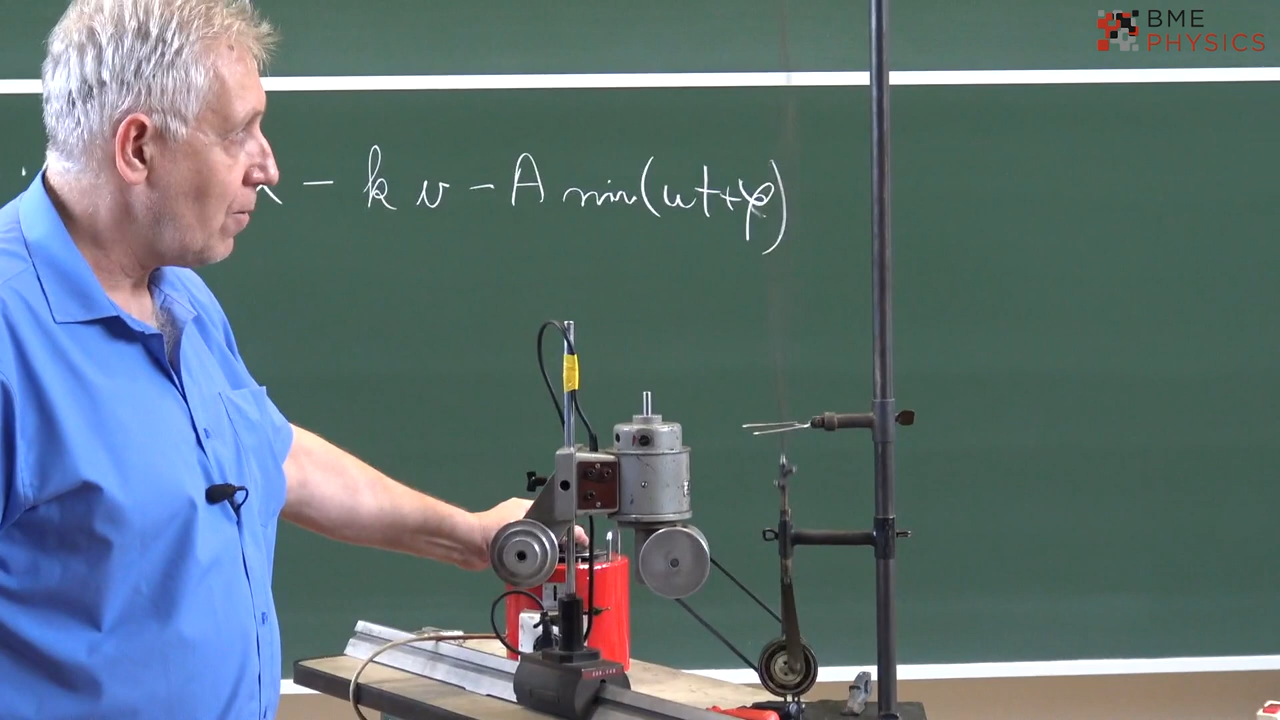 BME
PHYSICS
- k v - A sin(ωt+φ)